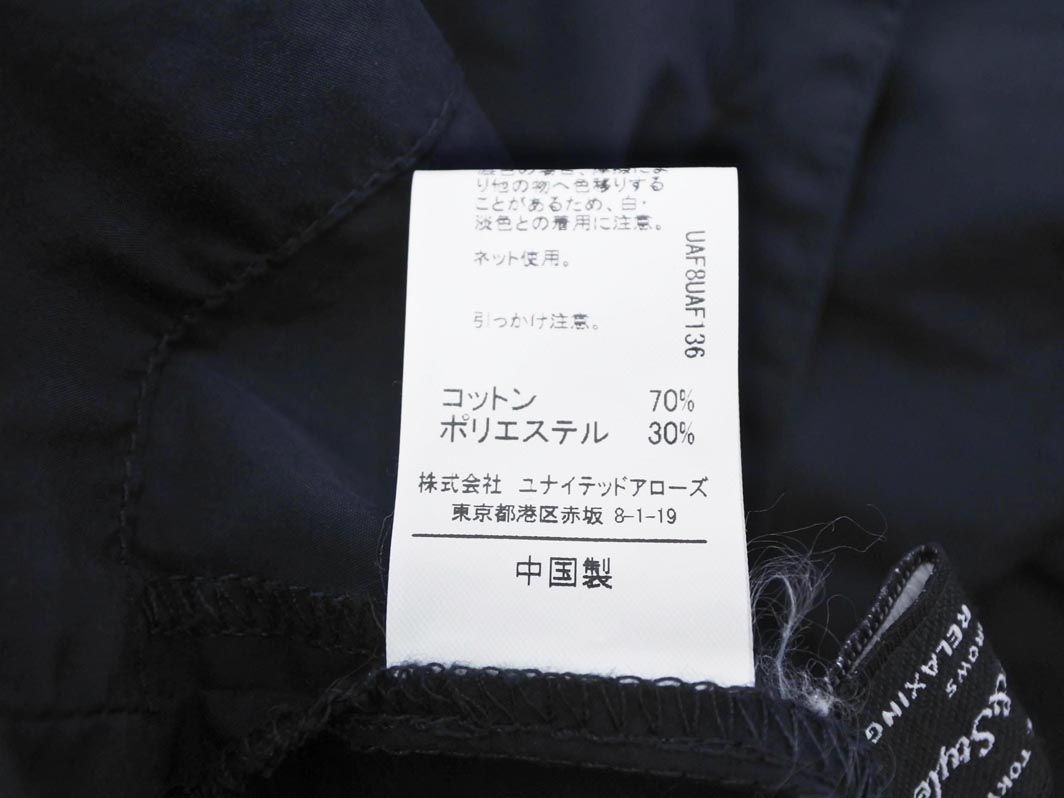 り他の物へ色移りする
ことがあるため、白・
淡色との着用に注意。
ネット使用。
引っかけ注意。
UAF8UAF136
コットン 70%
ポリエステル 30%
株式会社 ユナイテッドアローズ
東京都港区赤坂 8-1-19
中国製
ROWS
RELAXING
Style
TOKY